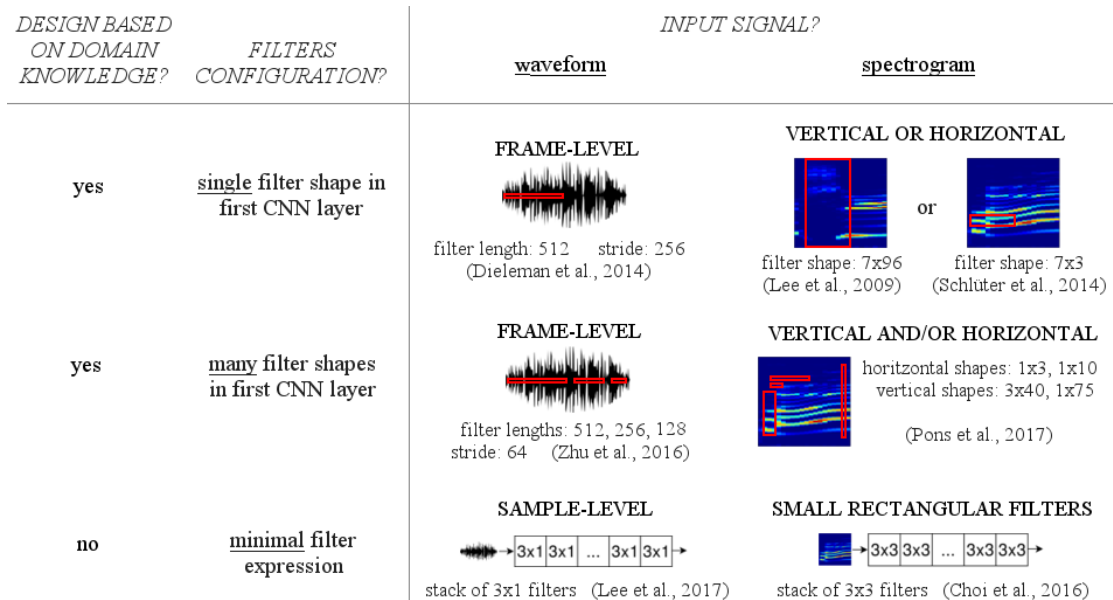 DESIGN BASED
ON DOMAIN
KNOWLEDGE?
FILTERS
CONFIGURATION?
INPUT SIGNAL?
waveform
spectrogram
yes
single filter shape in
first CNN layer
FRAME-LEVEL
filter length: 512 stride: 256
(Dieleman et al., 2014)
VERTICAL OR HORIZONTAL
or
filter shape: 7x96
(Lee et al., 2009)
filter shape: 7x3
(Schlüter et al., 2014)
yes
many filter shapes
in first CNN layer
FRAME-LEVEL
filter lengths: 512, 256, 128
stride: 64 (Zhu et al., 2016)
VERTICAL AND/OR HORIZONTAL
horitzontal shapes: 1x3, 1x10
vertical shapes: 3x40, 1x75
(Pons et al., 2017)
no
minimal filter
expression
SAMPLE-LEVEL
3x1 3x1 ... 3x1 3x1
stack of 3x1 filters (Lee et al., 2017)
SMALL RECTANGULAR FILTERS
3x3 3x3 ... 3x3 3x3
stack of 3x3 filters (Choi et al., 2016)